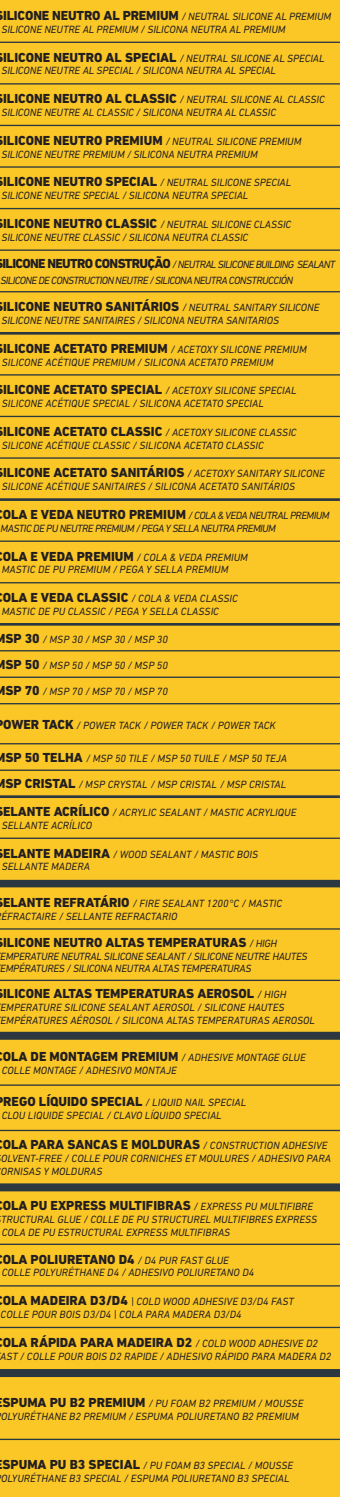 SILICONE NEUTRO AL PREMIUM / NEUTRAL SILICONE AL PREMIUM
SILICONE NEUTRE AL PREMIUM / SILICONA NEUTRA AL PREMIUM
SILICONE NEUTRO AL SPECIAL / NEUTRAL SILICONE AL SPECIAL
SILICONE NEUTRE AL SPECIAL / SILICONA NEUTRA AL SPECIAL
SILICONE NEUTRO AL CLASSIC / NEUTRAL SILICONE AL CLASSIC
SILICONE NEUTRE AL CLASSIC / SILICONA NEUTRA AL CLASSIC
SILICONE NEUTRO PREMIUM / NEUTRAL SILICONE PREMIUM
SILICONE NEUTRE PREMIUM / SILICONA NEUTRA PREMIUM
SILICONE NEUTRO SPECIAL / NEUTRAL SILICONE SPECIAL
SILICONE NEUTRE SPECIAL / SILICONA NEUTRA SPECIAL
SILICONE NEUTRO CLASSIC / NEUTRAL SILICONE CLASSIC
SILICONE NEUTRE CLASSIC / SILICONA NEUTRA CLASSIC
SILICONE NEUTRO CONSTRUÇÃO / NEUTRAL SILICONE BUILDING SEALANT
SILICONE DE CONSTRUCTION NEUTRE / SILICONA NEUTRA CONSTRUCCIÓN
SILICONE NEUTRO SANITÁRIOS / NEUTRAL SANITARY SILICONE
SILICONE NEUTRE SANITAIRES / SILICONA NEUTRA SANITARIOS
SILICONE ACETATO PREMIUM / ACETOXY SILICONE PREMIUM
SILICONE ACÉTIQUE PREMIUM / SILICONA ACETATO PREMIUM
SILICONE ACETATO SPECIAL / ACETOXY SILICONE SPECIAL
SILICONE ACÉTIQUE SPECIAL / SILICONA ACETATO SPECIAL
SILICONE ACETATO CLASSIC / ACETOXY SILICONE CLASSIC
SILICONE ACÉTIQUE CLASSIC / SILICONA ACETATO CLASSIC
SILICONE ACETATO SANITÁRIOS / ACETOXY SANITARY SILICONE
SILICONE ACÉTIQUE SANITAIRES / SILICONA ACETATO SANITÁRIOS
COLA E VEDA NEUTRO PREMIUM / COLA & VEDA NEUTRAL PREMIUM
MASTIC DE PU NEUTRE PREMIUM / PEGA Y SELLA NEUTRA PREMIUM
COLA E VEDA PREMIUM / COLA & VEDA PREMIUM
MASTIC DE PU PREMIUM / PEGA Y SELLA PREMIUM
COLA E VEDA CLASSIC / COLA & VEDA CLASSIC
MASTIC DE PU CLASSIC / PEGA Y SELLA CLASSIC
MSP 30 / MSP 30 / MSP 30 / MSP 30
MSP 50 / MSP 50 / MSP 50 / MSP 50
MSP 70 / MSP 70 / MSP 70 / MSP 70
POWER TACK / POWER TACK / POWER TACK / POWER TACK
MSP 50 TELHA / MSP 50 TILE / MSP 50 TUILE / MSP 50 TEJA
MSP CRISTAL / MSP CRYSTAL / MSP CRISTAL / MSP CRISTAL
SELANTE ACRÍLICO / ACRYLIC SEALANT / MASTIC ACRYLIQUE
SELLANTE ACRÍLICO
SELANTE MADEIRA / WOOD SEALANT / MASTIC BOIS
SELLANTE MADERA
SELANTE REFRATÁRIO / FIRE SEALANT 1200°C / MASTIC
RÉFRACTAIRE / SELLANTE REFRACTARIO
SILICONE NEUTRO ALTAS TEMPERATURAS / HIGH
TEMPERATURE NEUTRAL SILICONE SEALANT / SILICONE NEUTRE HAUTES
TEMPÉRATURES / SILICONA NEUTRA ALTAS TEMPERATURAS
SILICONE ALTAS TEMPERATURAS AEROSOL / HIGH
TEMPERATURE SILICONE SEALANT AEROSOL / SILICONE HAUTES
TEMPÉRATURES AÉROSOL / SILICONA ALTAS TEMPERATURAS AEROSOL
COLA DE MONTAGEM PREMIUM / ADHESIVE MONTAGE GLUE
COLLE MONTAGE / ADHESIVO MONTAJE
PREGO LÍQUIDO SPECIAL / LIQUID NAIL SPECIAL
CLOU LIQUIDE SPECIAL / CLAVO LÍQUIDO SPECIAL
COLA PARA SANCAS E MOLDURAS / CONSTRUCTION ADHESIVE
SOLVENT-FREE / COLLE POUR CORNICHES ET MOULURES / ADHESIVO PARA
CORNISAS Y MOLDURAS
COLA PU EXPRESS MULTIFIBRAS / EXPRESS PU MULTIFIBRE
STRUCTURAL GLUE / COLLE DE PU STRUCTUREL MULTIFIBRES EXPRESS
COLA DE PU ESTRUCTURAL EXPRESS MULTIFIBRAS
COLA POLIURETANO D4 / D4 PUR FAST GLUE
COLLE POLYURÉTHANE D4 / ADHESIVO POLIURETANO D4
COLA MADEIRA D3/D4 | COLD WOOD ADHESIVE D3/D4 FAST
COLLE POUR BOIS D3/D4 | COLA PARA MADERA D3/D4
COLA RÁPIDA PARA MADEIRA D2 / COLD WOOD ADHESIVE D2
FAST / COLLE POUR BOIS D2 RAPIDE / ADHESIVO RÁPIDO PARA MADERA D2
ESPUMA PU B2 PREMIUM / PU FOAM B2 PREMIUM / MOUSSE
POLYURÉTHANE B2 PREMIUM / ESPUMA POLIURETANO B2 PREMIUM
ESPUMA PU B3 SPECIAL / PU FOAM B3 SPECIAL / MOUSSE
POLYURÉTHANE B3 SPECIAL / ESPUMA POLIURETANO B3 SPECIAL